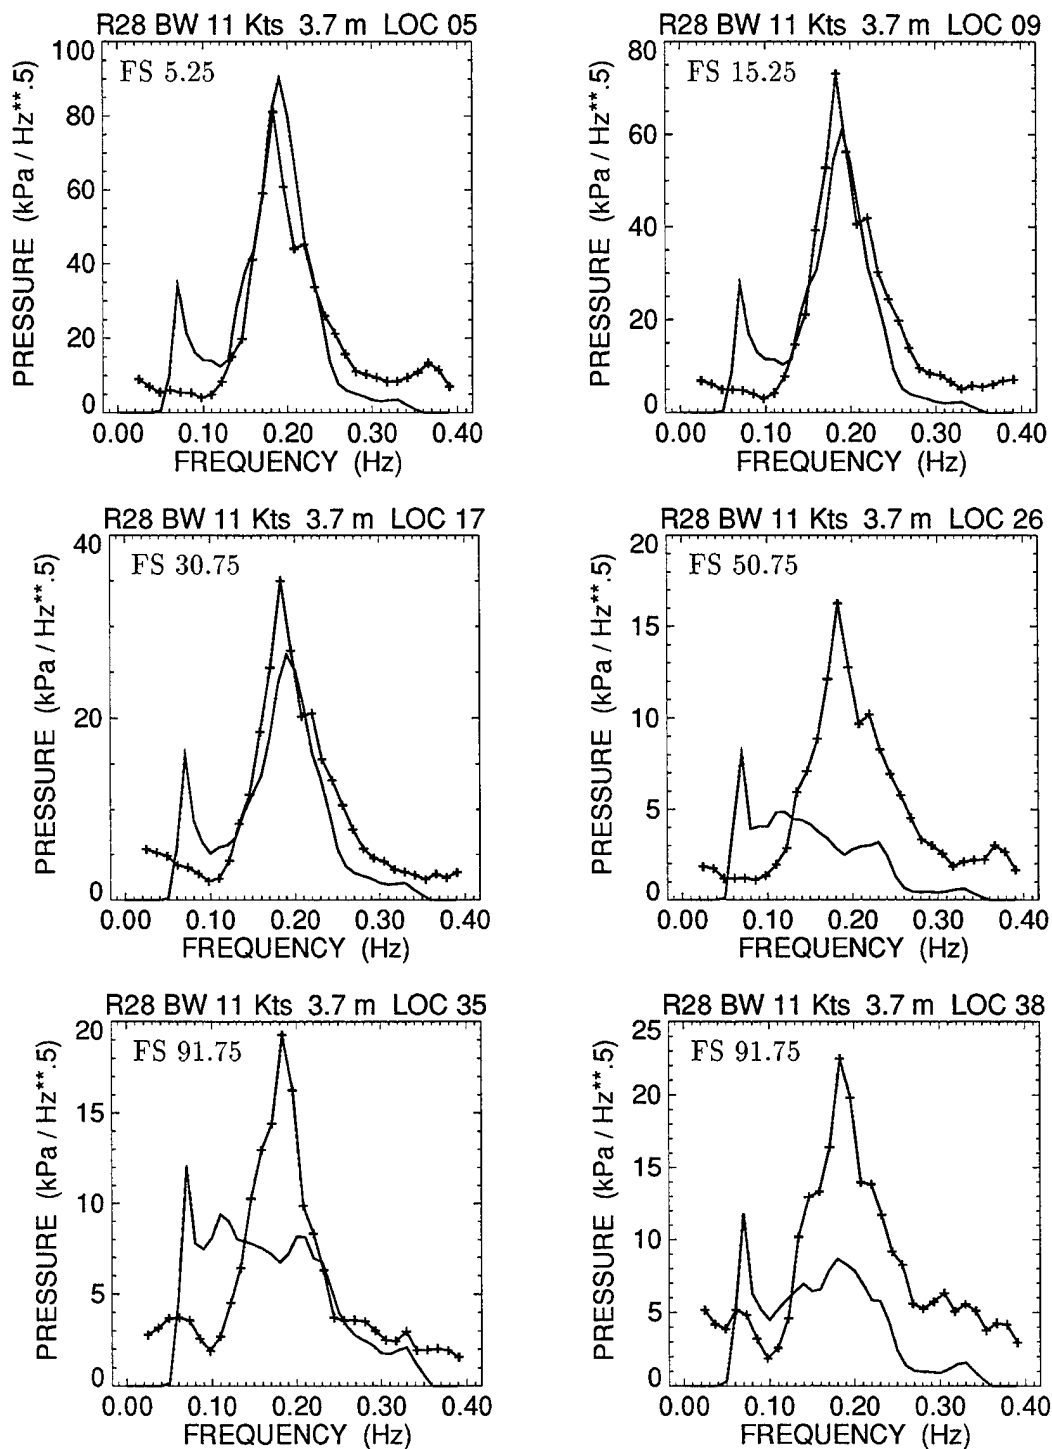 R28 BW 11 Kts 3.7 m LOC 05
FS 5.25
PRESSURE (kPa / Hz**.5)
100
80
60
40
20
0
0.00 0.10 0.20 0.30 0.40
FREQUENCY (Hz)
R28 BW 11 Kts 3.7 m LOC 09
FS 15.25
PRESSURE (kPa / Hz**.5)
80
60
40
20
0
0.00 0.10 0.20 0.30 0.40
FREQUENCY (Hz)
R28 BW 11 Kts 3.7 m LOC 17
FS 30.75
PRESSURE (kPa / Hz**.5)
40
20
0
0.00 0.10 0.20 0.30 0.40
FREQUENCY (Hz)
R28 BW 11 Kts 3.7 m LOC 26
FS 50.75
PRESSURE (kPa / Hz**.5)
20
15
10
5
0
0.00 0.10 0.20 0.30 0.40
FREQUENCY (Hz)
R28 BW 11 Kts 3.7 m LOC 35
FS 91.75
PRESSURE (kPa / Hz**.5)
20
15
10
5
0
0.00 0.10 0.20 0.30 0.40
FREQUENCY (Hz)
R28 BW 11 Kts 3.7 m LOC 38
FS 91.75
PRESSURE (kPa / Hz**.5)
25
20
15
10
5
0
0.00 0.10 0.20 0.30 0.40
FREQUENCY (Hz)